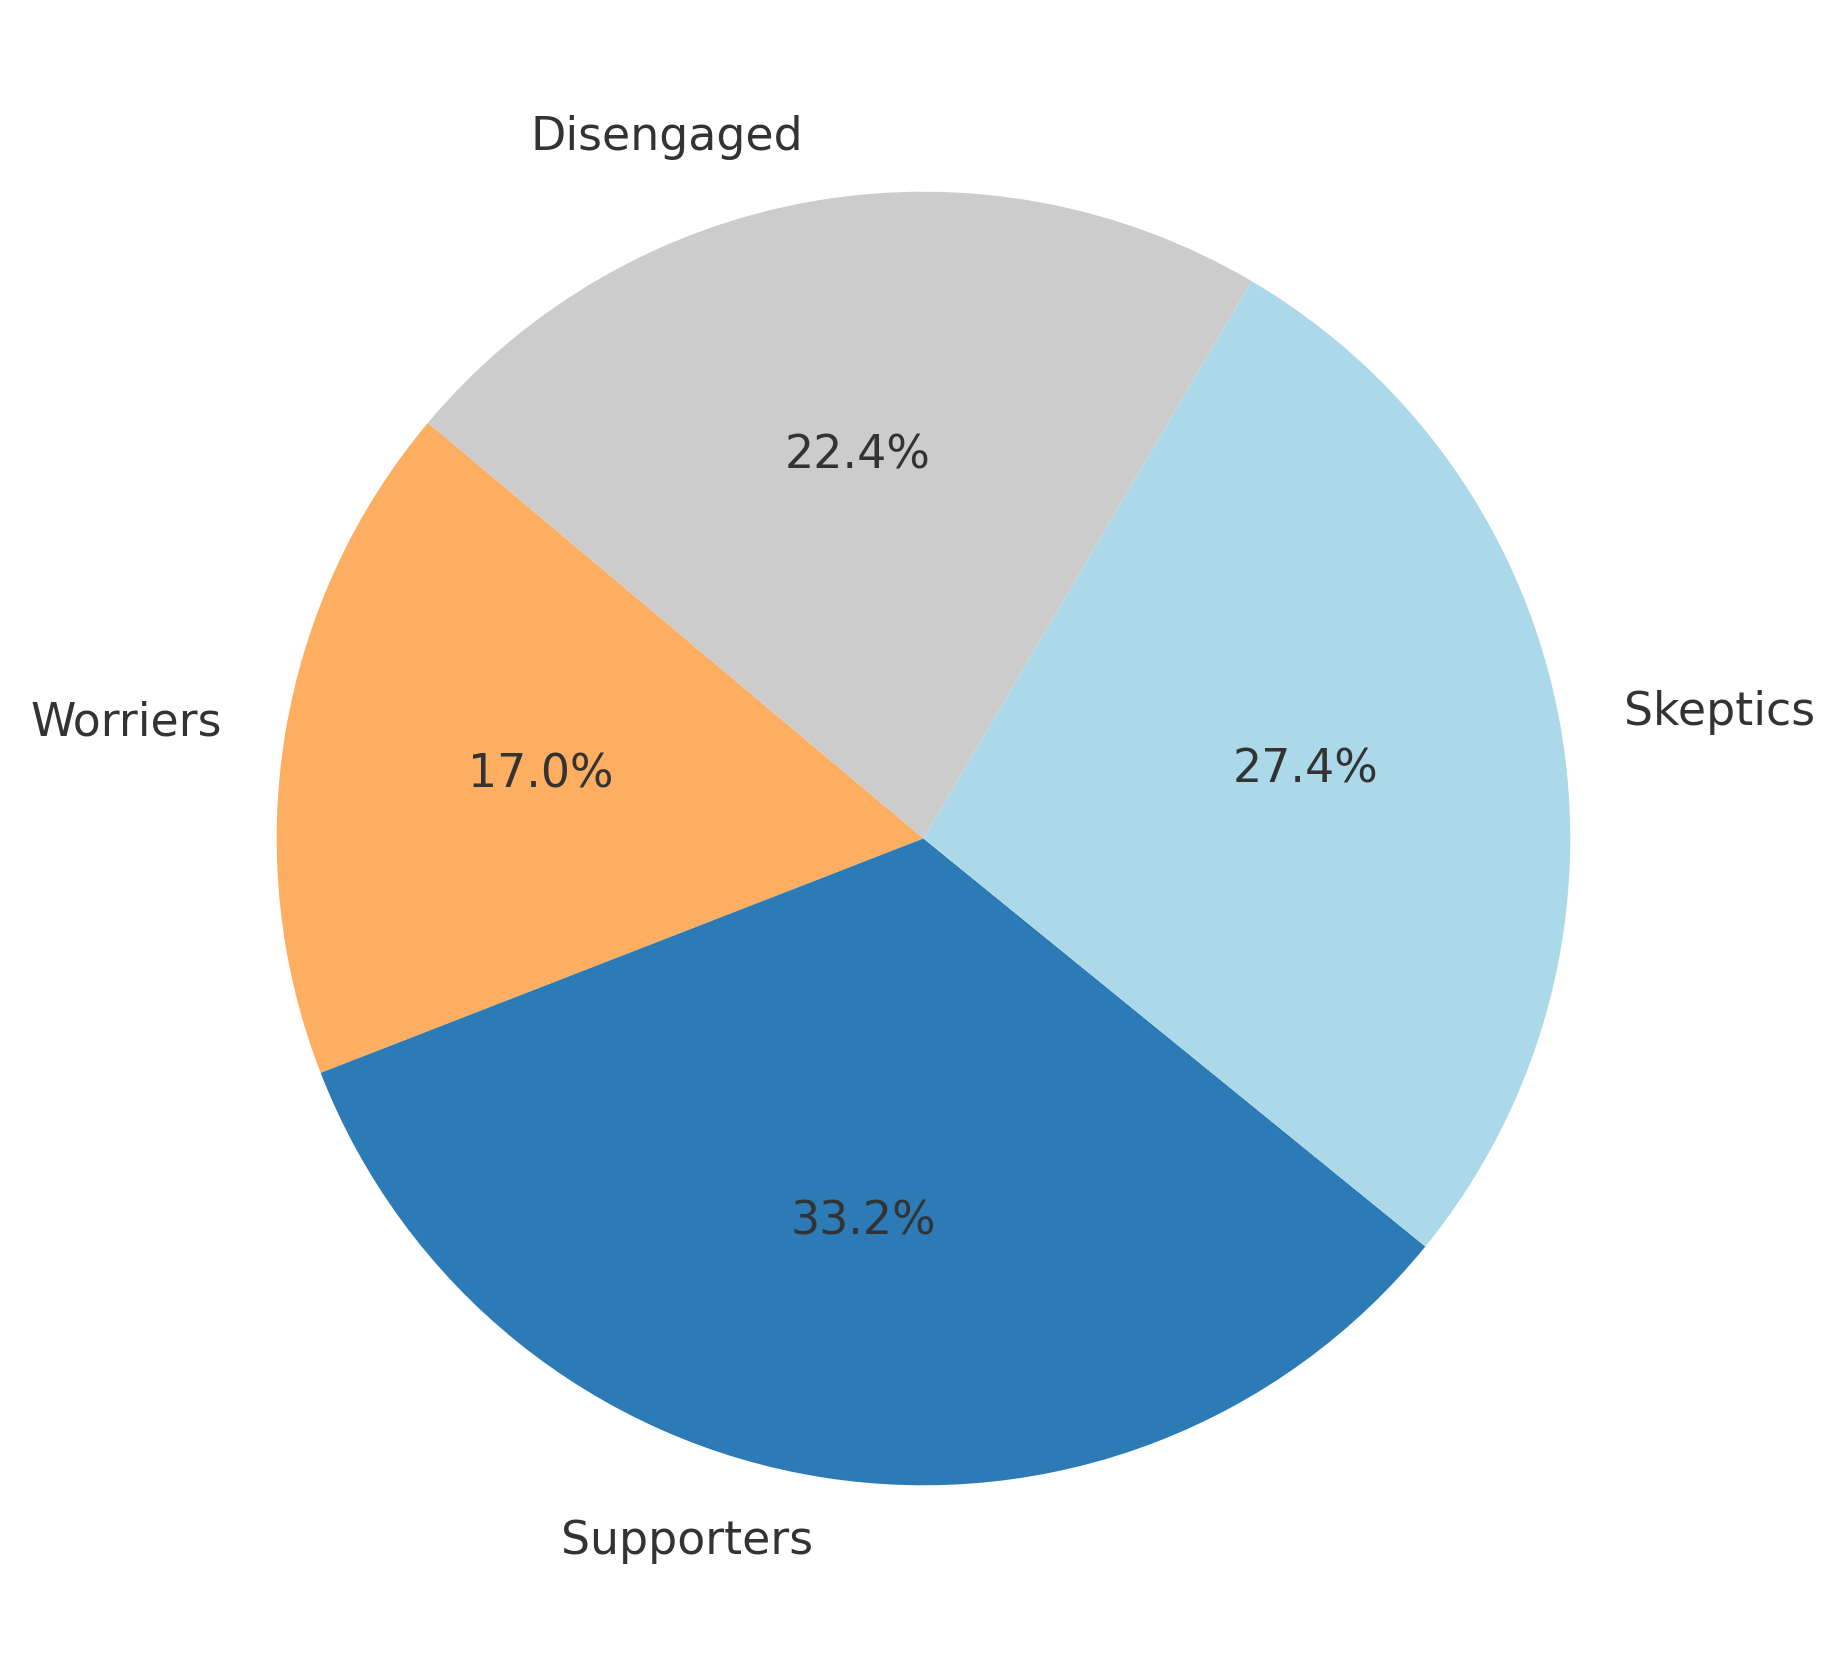 Disengaged
22.4%
Worriers
17.0%
Skeptics
27.4%
33.2%
Supporters